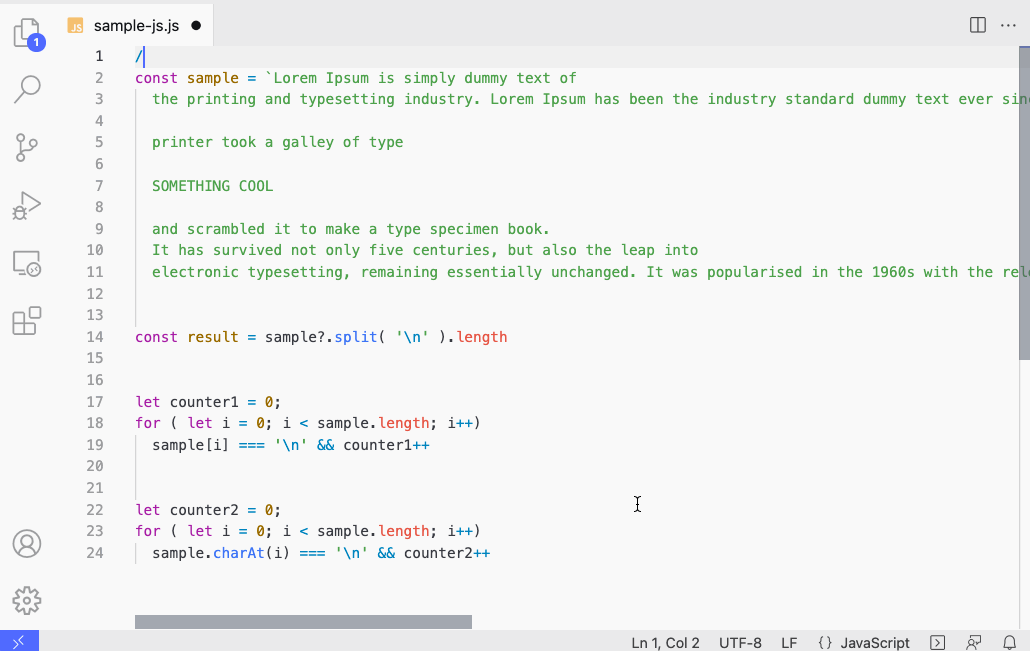 JS sample-js.js
1
1 /
2 const sample = `Lorem Ipsum is simply dummy text of
3 the printing and typesetting industry. Lorem Ipsum has been the industry standard dummy text ever
4
5 printer took a galley of type
6
7 SOMETHING COOL
8
9 and scrambled it to make a type specimen book.
10 It has survived not only five centuries, but also the leap into
11 electronic typesetting, remaining essentially unchanged. It was popularised in the 1960s with the
12
13
14 const result = sample?.split( '\n' ).length
15
16
17 let counter1 = 0;
18 for ( let i = 0; i < sample.length; i++)
19 sample[i] === '\n' && counter1++
20
21
22 let counter2 = 0;
23 for ( let i = 0; i < sample.length; i++)
24 sample.charAt(i) === '\n' && counter2++
Ln 1, Col 2 UTF-8 LF {} JavaScript